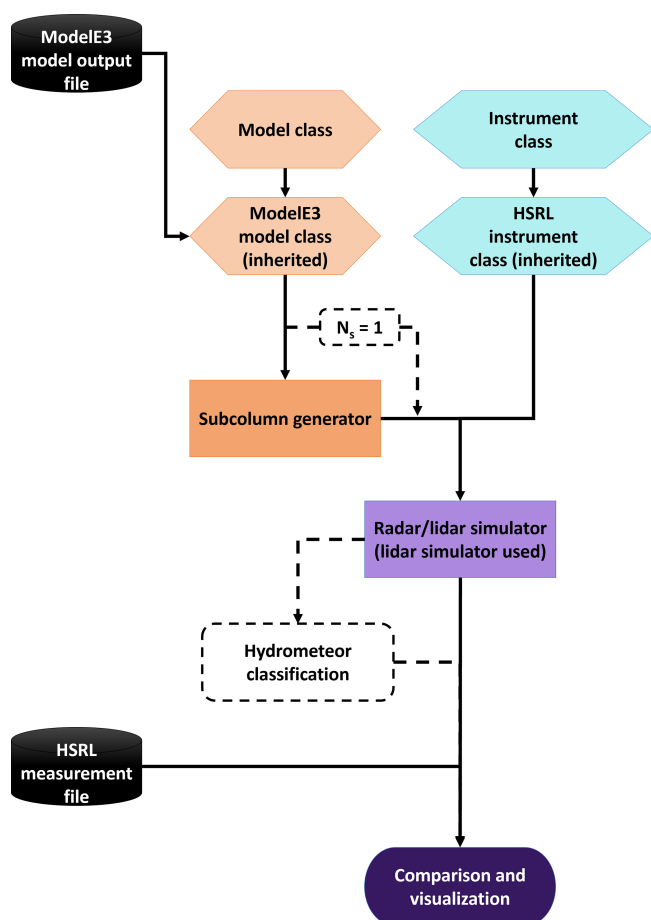 ModelE3
model output
file
Model class
Instrument
class
ModelE3
model class
(inherited)
HSRL
instrument
class (inherited)
Nₛ = 1
Subcolumn generator
Radar/lidar simulator
(lidar simulator used)
Hydrometeor
classification
HSRL
measurement
file
Comparison and
visualization